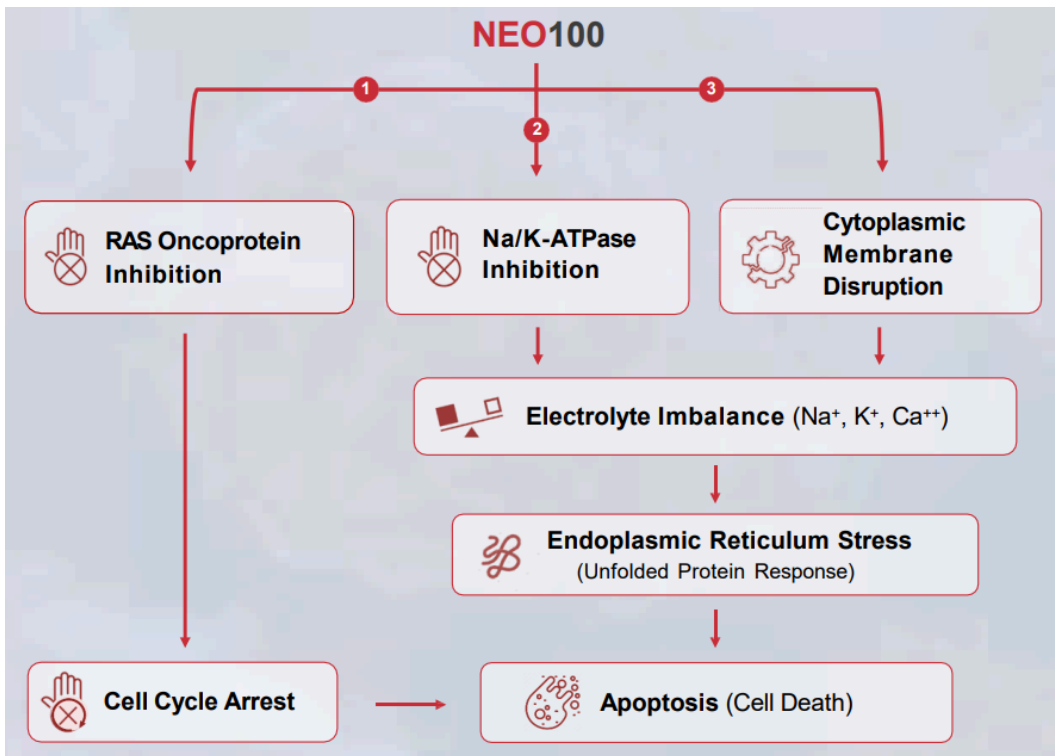 NEO100
1
2
3
RAS Oncoprotein
Inhibition
Na/K-ATPase
Inhibition
Cytoplasmic
Membrane
Disruption
Electrolyte Imbalance (Na⁺, K⁺, Ca⁺⁺)
Endoplasmic Reticulum Stress
(Unfolded Protein Response)
Cell Cycle Arrest
Apoptosis (Cell Death)